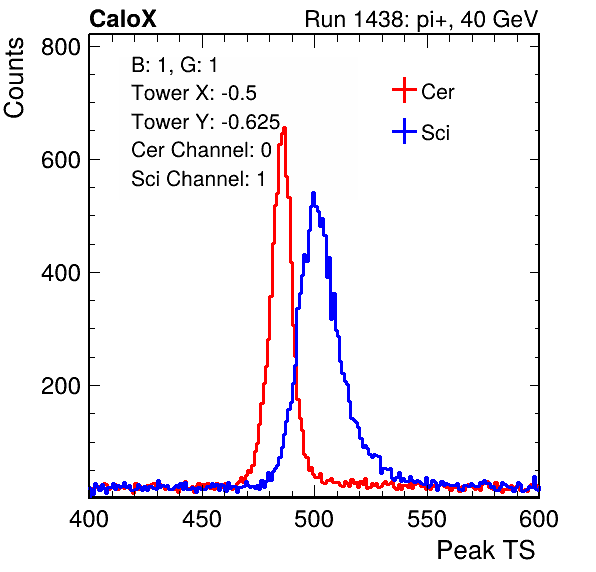 CaloX Run 1438: pi+, 40 GeV
Counts
800
600
400
200
B: 1, G: 1
Tower X: -0.5
Tower Y: -0.625
Cer Channel: 0
Sci Channel: 1
Cer
Sci
400 450 500 550 600
Peak TS